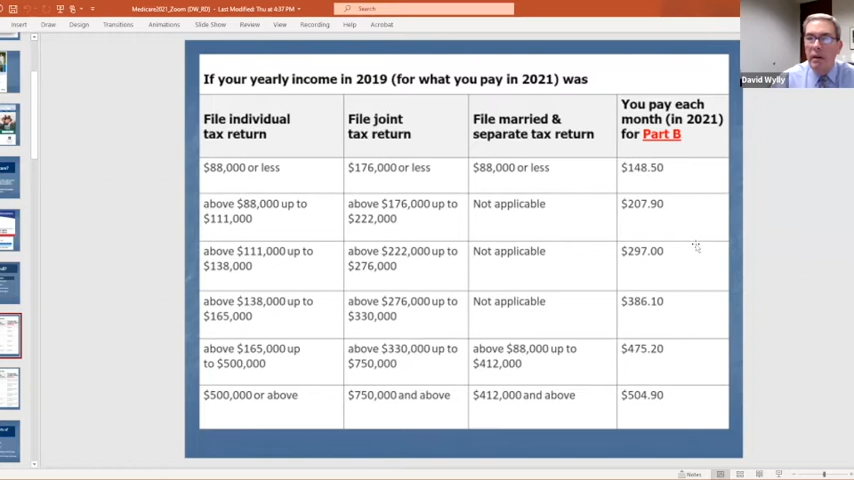 Medicare2021_Zoom (DW_RD) • Last Modified: Thu at 4:37 PM
Search
Insert Draw Design Transitions Animations Slide Show Review View Recording Help Acrobat
David Wylly
If your yearly income in 2019 (for what you pay in 2021) was
File individual
tax return
File joint
tax return
File married &
separate tax return
You pay each
month (in 2021)
for Part B
$88,000 or less
$176,000 or less
$88,000 or less
$148.50
above $88,000 up to
$111,000
above $176,000 up to
$222,000
Not applicable
$207.90
above $111,000 up to
$138,000
above $222,000 up to
$276,000
Not applicable
$297.00
above $138,000 up to
$165,000
above $276,000 up to
$330,000
Not applicable
$386.10
above $165,000 up
to $500,000
above $330,000 up to
$750,000
above $88,000 up to
$412,000
$475.20
$500,000 or above
$750,000 and above
$412,000 and above
$504.90
Notes